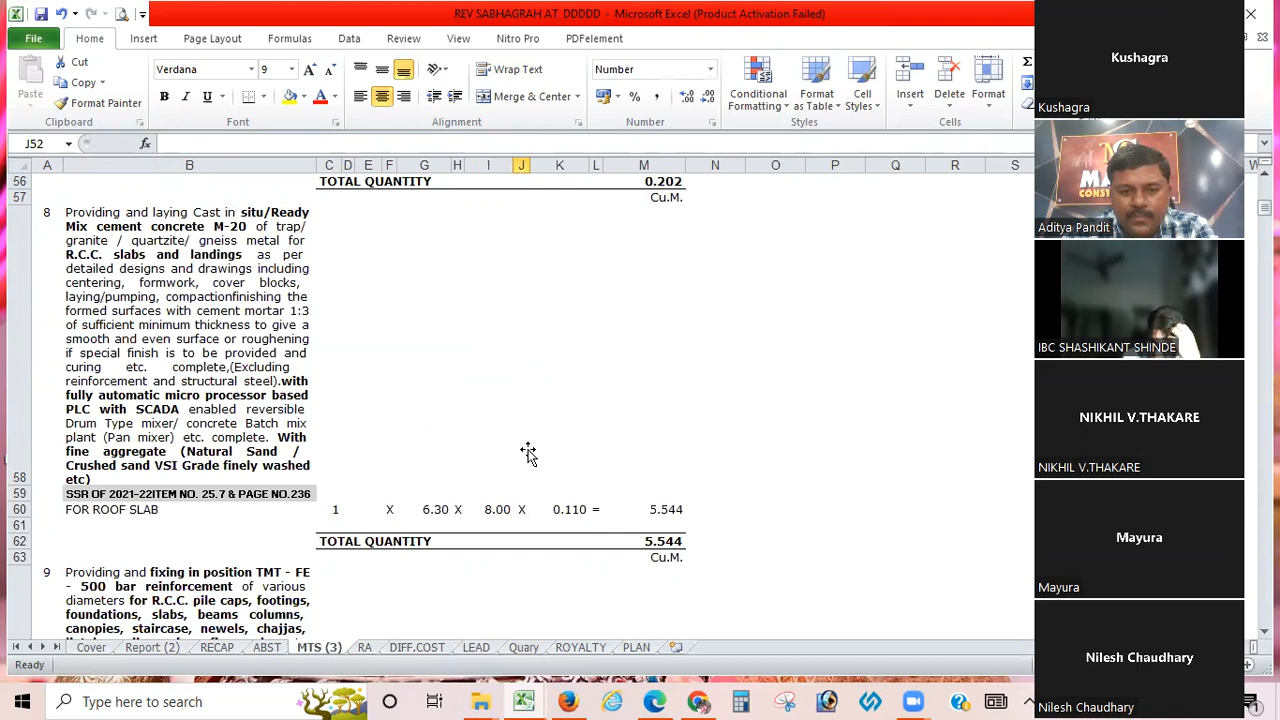 REV SABHAGRAH AT DDDDD - Microsoft Excel (Product Activation Failed)
File Home Insert Page Layout Formulas Data Review View Nitro Pro PDFelement
Paste Cut Copy Format Painter Clipboard
Verdana 9 B I U A Font
Wrap Text Merge & Center Alignment
Number % , Number
Conditional Formatting Format as Table Cell Styles Styles
Insert Delete Format Cells
J52 fx
A B C D E F G H I J K L M N O P Q R S
56 TOTAL QUANTITY 0.202
57 Cu.M.
8 Providing and laying Cast in situ/Ready
Mix cement concrete M-20 of trap/
granite / quartzite/ gneiss metal for
R.C.C. slabs and landings as per
detailed designs and drawings including
centering, formwork, cover blocks,
laying/pumping, compactionfinishing the
formed surfaces with cement mortar 1:3
of sufficient minimum thickness to give a
smooth and even surface or roughening
if special finish is to be provided and
curing etc. complete,(Excluding
reinforcement and structural steel).with
fully automatic micro processor based
PLC with SCADA enabled reversible
Drum Type mixer/ concrete Batch mix
plant (Pan mixer) etc. complete. With
fine aggregate (Natural Sand /
Crushed sand VSI Grade finely washed
58 etc)
59 SSR OF 2021-22ITEM NO. 25.7 & PAGE NO.236
60 FOR ROOF SLAB 1 X 6.30 X 8.00 X 0.110 = 5.544
61
62 TOTAL QUANTITY 5.544
63 Cu.M.
9 Providing and fixing in position TMT - FE
- 500 bar reinforcement of various
diameters for R.C.C. pile caps, footings,
foundations, slabs, beams columns,
canopies, staircase, newels, chajjas,
Cover Report (2) RECAP ABST MTS (3) RA DIFF.COST LEAD Quary ROYALTY PLAN
Ready
Type here to search
Kushagra
Kushagra
Aditya Pandit
IBC SHASHIKANT SHINDE
NIKHIL V.THAKARE
NIKHIL V.THAKARE
Mayura
Mayura
Nilesh Chaudhary
Nilesh Chaudhary